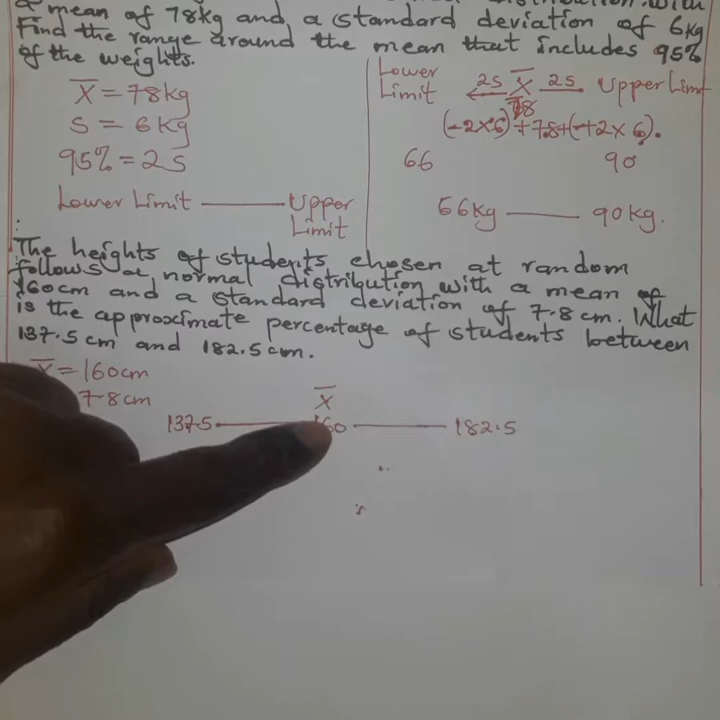 a mean of 78kg and a standard deviation of 6kg
Find the range around the mean that includes 95%
of the weights.
X̄ = 78kg
S = 6kg
95% = 2s
Lower Limit ——— Upper
Limit
Lower
Limit
2s X̄ 2s
78
Upper Limit
(-2×6)+78+(+2×6).
66 90
66kg ——— 90kg.
The heights of students chosen at random
follows a normal distribution with a mean of
160cm and a standard deviation of 7.8 cm. What
is the approximate percentage of students between
137.5cm and 182.5cm.
X̄ = 160cm
7.8cm
X̄
137.5 ——— 160 ——— 182.5